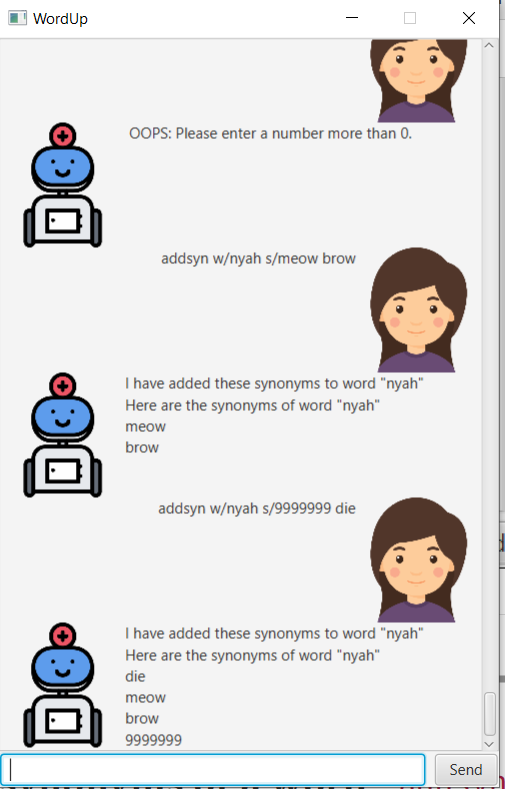 WordUp
OOPS: Please enter a number more than 0.
addsyn w/nyah s/meow brow
I have added these synonyms to word "nyah"
Here are the synonyms of word "nyah"
meow
brow
addsyn w/nyah s/9999999 die
I have added these synonyms to word "nyah"
Here are the synonyms of word "nyah"
die
meow
brow
9999999
Send